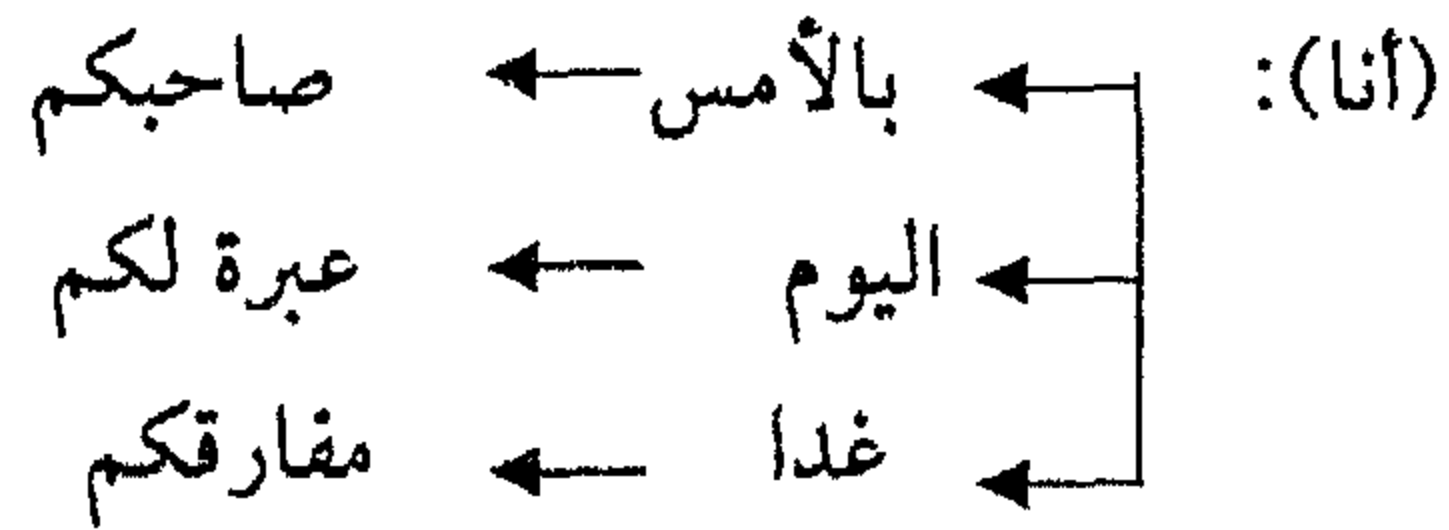 (أنا): بالأمس صاحبكم
اليوم عبرة لكم
غدا مفارقكم